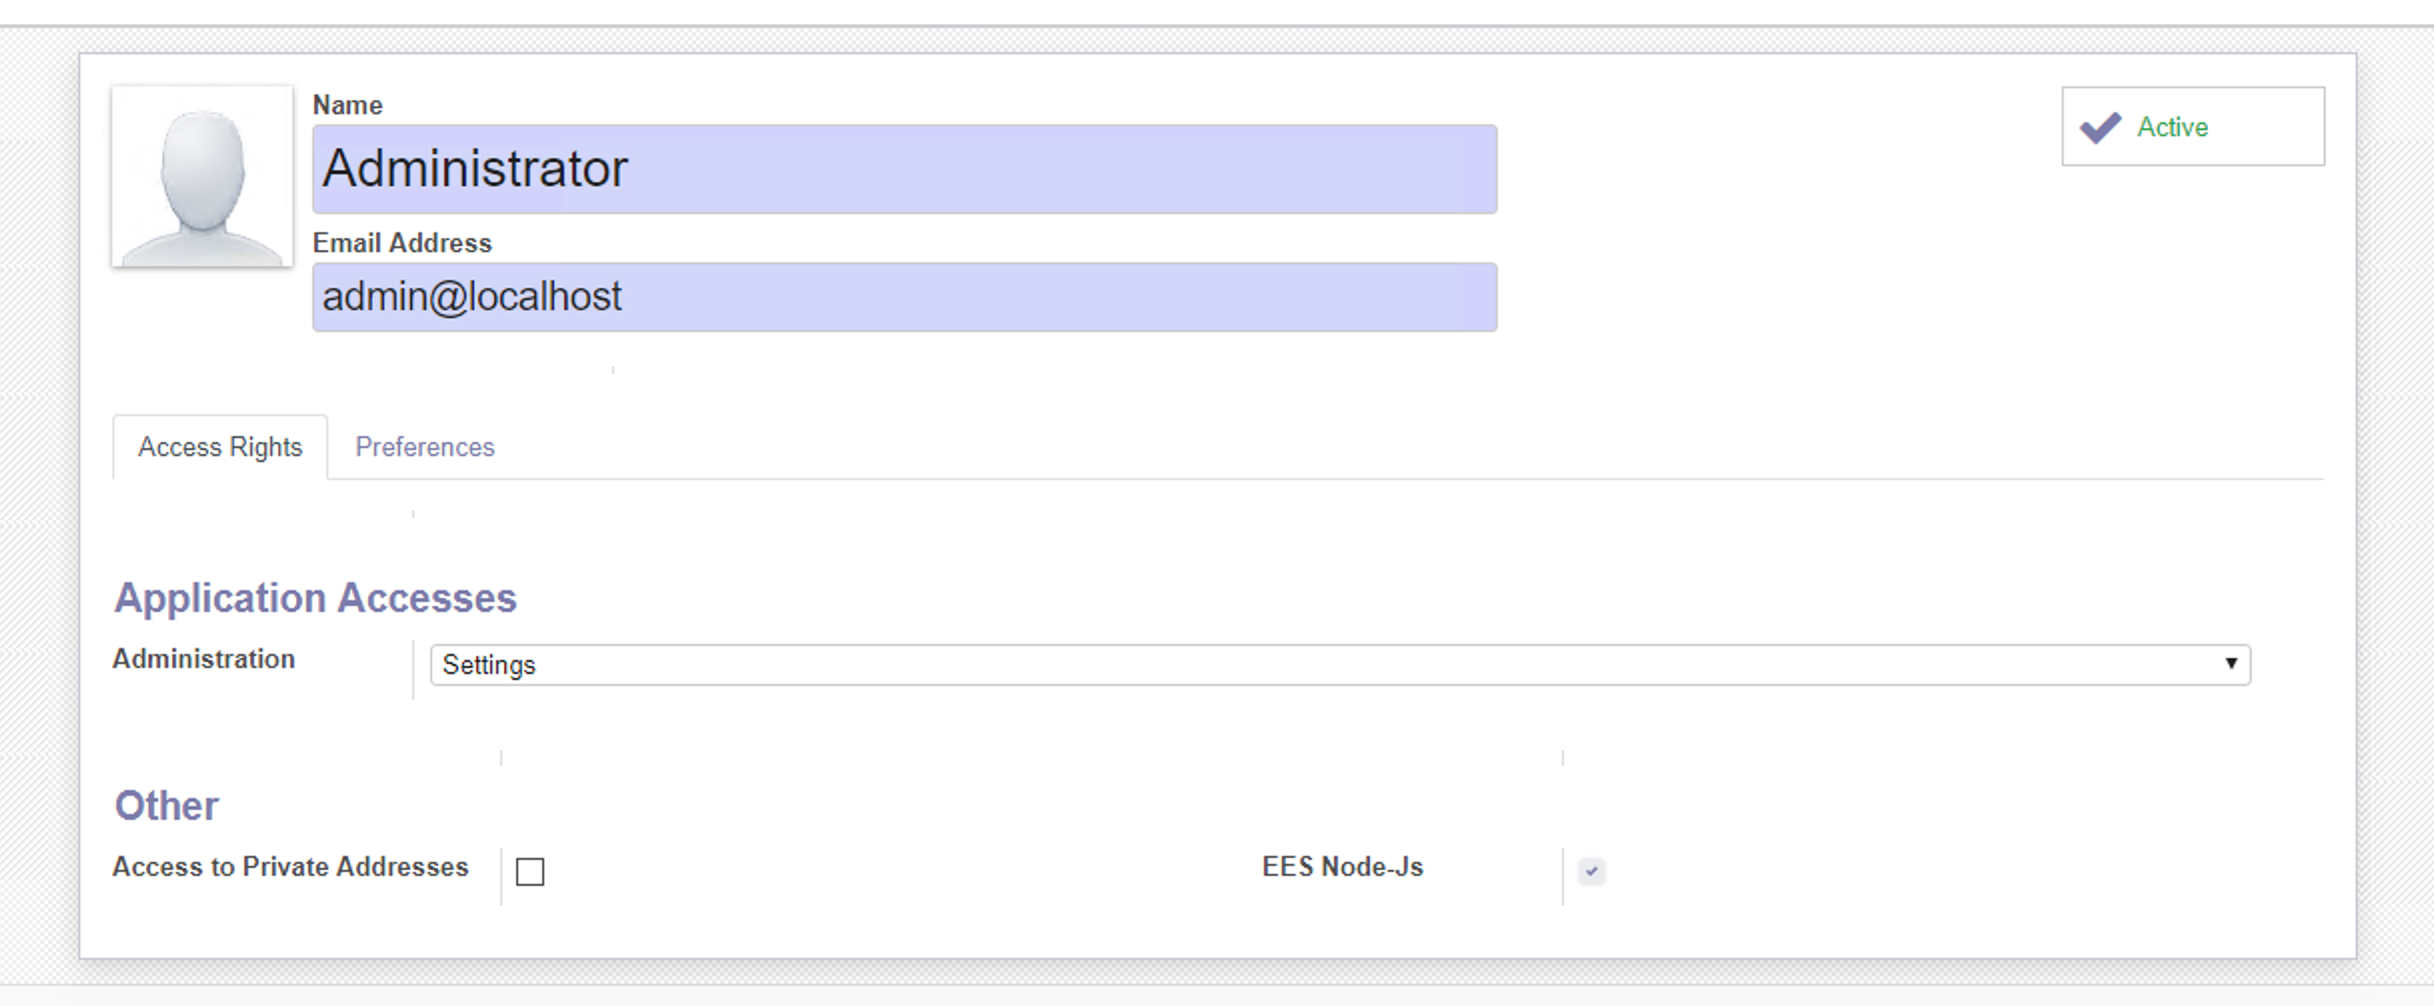 Name
Administrator
Active
Email Address
admin@localhost
Access Rights
Preferences
Application Accesses
Administration
Settings
Other
Access to Private Addresses
EES Node-Js